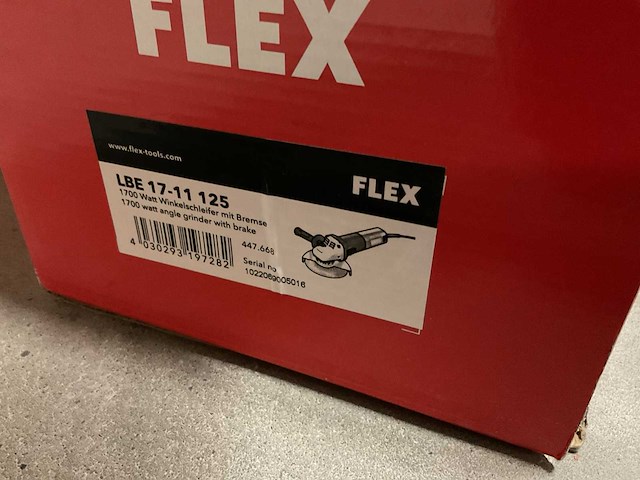 FLEX
www.flex-tools.com
FLEX
LBE 17-11 125
1700 Watt Winkelschleifer mit Bremse
1700 watt angle grinder with brake
447.668
4 030293 197282
Serial no
1022069005016